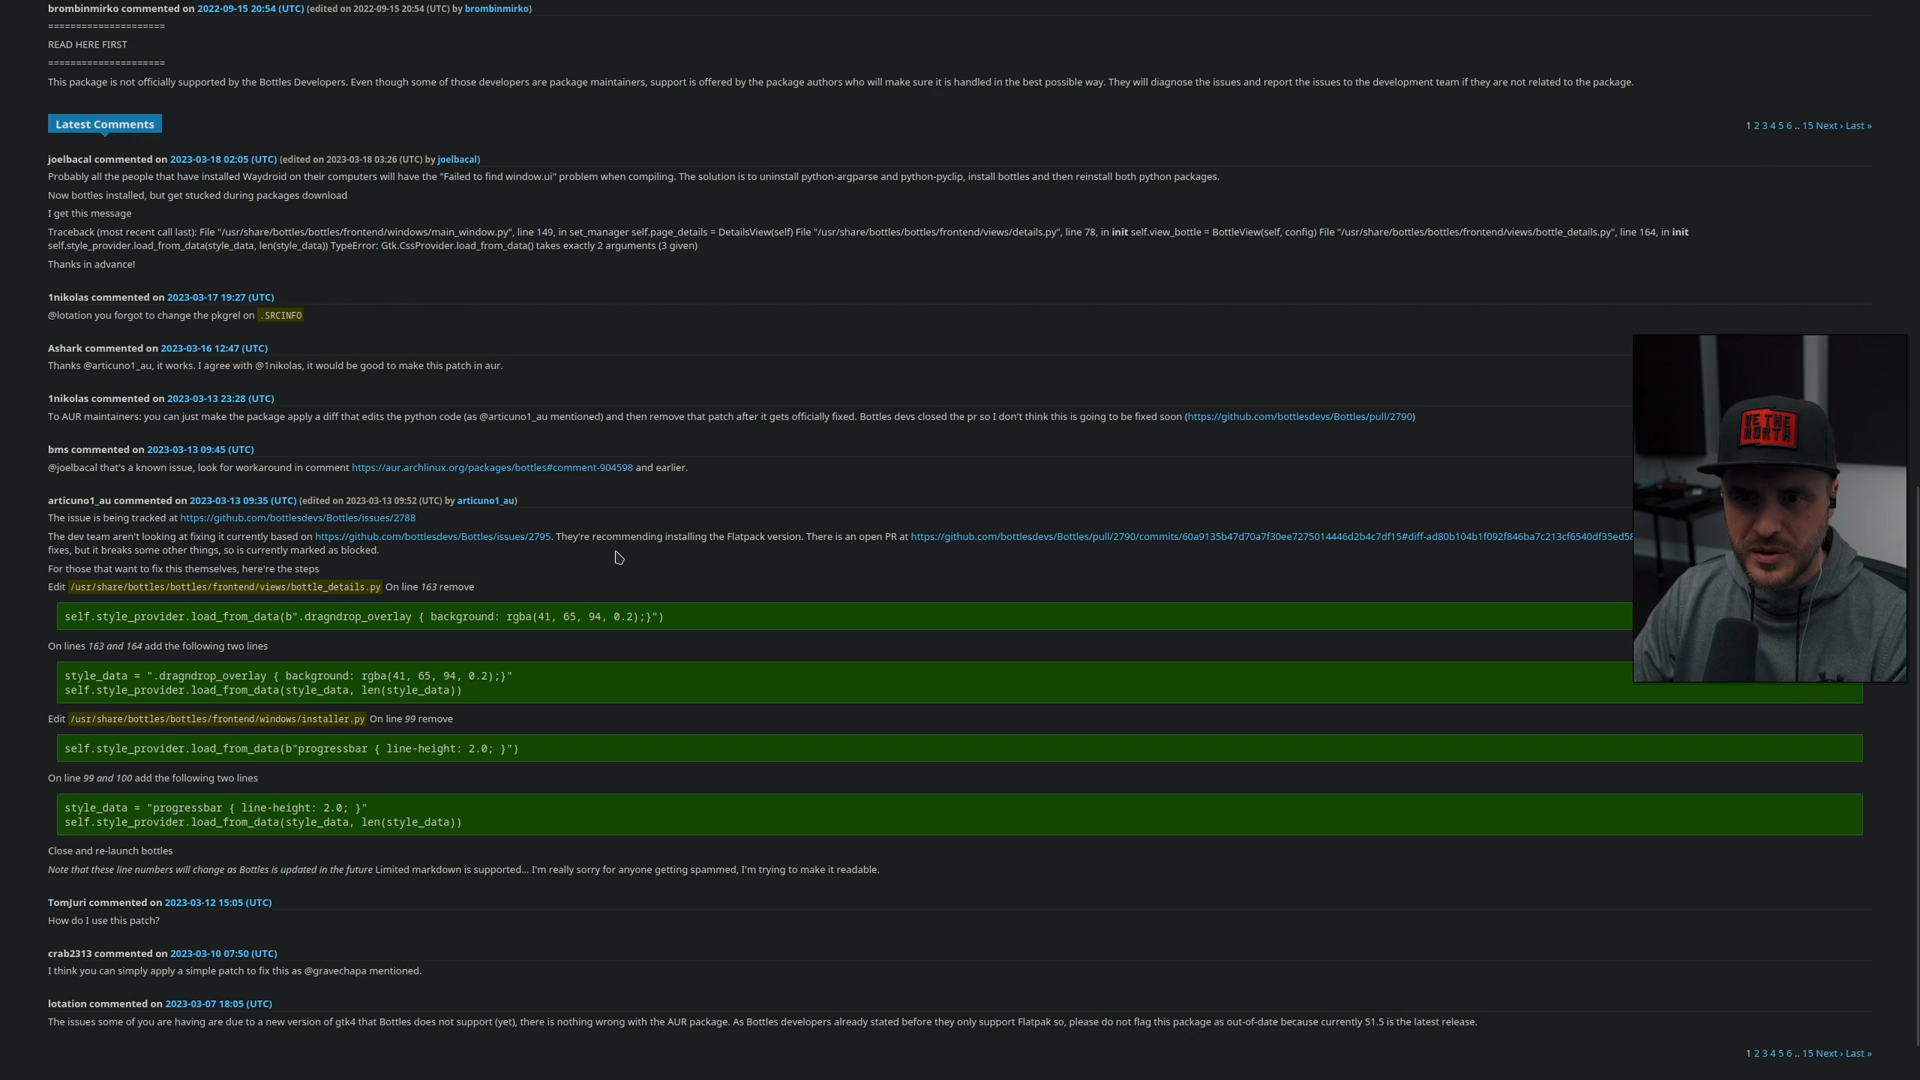 brombinmirko commented on 2022-09-15 20:54 (UTC) (edited on 2022-09-15 20:54 (UTC) by brombinmirko)
=====================
READ HERE FIRST
=====================
This package is not officially supported by the Bottles Developers. Even though some of those developers are package maintainers, support is offered by the package authors who will make sure it is handled in the best possible way. They will diagnose the issues and report the issues to the development team if they are not related to the package.
Latest Comments
1 2 3 4 5 6 .. 15 Next › Last »
joelbacal commented on 2023-03-18 02:05 (UTC) (edited on 2023-03-18 03:26 (UTC) by joelbacal)
Probably all the people that have installed Waydroid on their computers will have the "Failed to find window.ui" problem when compiling. The solution is to uninstall python-argparse and python-pyclip, install bottles and then reinstall both python packages.
Now bottles installed, but get stucked during packages download
I get this message
Traceback (most recent call last): File "/usr/share/bottles/bottles/frontend/windows/main_window.py", line 149, in set_manager self.page_details = DetailsView(self) File "/usr/share/bottles/bottles/frontend/views/details.py", line 78, in init self.view_bottle = BottleView(self, config) File "/usr/share/bottles/bottles/frontend/views/bottle_details.py", line 164, in init
self.style_provider.load_from_data(style_data, len(style_data)) TypeError: Gtk.CssProvider.load_from_data() takes exactly 2 arguments (3 given)
Thanks in advance!
1nikolas commented on 2023-03-17 19:27 (UTC)
@lotation you forgot to change the pkgrel on .SRCINFO
Ashark commented on 2023-03-16 12:47 (UTC)
Thanks @articuno1_au, it works. I agree with @1nikolas, it would be good to make this patch in aur.
1nikolas commented on 2023-03-13 23:28 (UTC)
To AUR maintainers: you can just make the package apply a diff that edits the python code (as @articuno1_au mentioned) and then remove that patch after it gets officially fixed. Bottles devs closed the pr so I don't think this is going to be fixed soon (https://github.com/bottlesdevs/Bottles/pull/2790)
bms commented on 2023-03-13 09:45 (UTC)
@joelbacal that's a known issue, look for workaround in comment https://aur.archlinux.org/packages/bottles#comment-904598 and earlier.
articuno1_au commented on 2023-03-13 09:35 (UTC) (edited on 2023-03-13 09:52 (UTC) by articuno1_au)
The issue is being tracked at https://github.com/bottlesdevs/Bottles/issues/2788
The dev team aren't looking at fixing it currently based on https://github.com/bottlesdevs/Bottles/issues/2795. They're recommending installing the Flatpack version. There is an open PR at https://github.com/bottlesdevs/Bottles/pull/2790/commits/60a9135b47d70a7f30ee7275014446d2b4c7df15#diff-ad80b104b1f092f846ba7c213cf6540df35ed58
fixes, but it breaks some other things, so is currently marked as blocked.
For those that want to fix this themselves, here're the steps
Edit /usr/share/bottles/bottles/frontend/views/bottle_details.py On line 163 remove
self.style_provider.load_from_data(b".dragndrop_overlay { background: rgba(41, 65, 94, 0.2);}")
On lines 163 and 164 add the following two lines
style_data = ".dragndrop_overlay { background: rgba(41, 65, 94, 0.2);}"
self.style_provider.load_from_data(style_data, len(style_data))
Edit /usr/share/bottles/bottles/frontend/windows/installer.py On line 99 remove
self.style_provider.load_from_data(b"progressbar { line-height: 2.0; }")
On line 99 and 100 add the following two lines
style_data = "progressbar { line-height: 2.0; }"
self.style_provider.load_from_data(style_data, len(style_data))
Close and re-launch bottles
Note that these line numbers will change as Bottles is updated in the future Limited markdown is supported... I'm really sorry for anyone getting spammed, I'm trying to make it readable.
TomJuri commented on 2023-03-12 15:05 (UTC)
How do I use this patch?
crab2313 commented on 2023-03-10 07:50 (UTC)
I think you can simply apply a simple patch to fix this as @gravechapa mentioned.
lotation commented on 2023-03-07 18:05 (UTC)
The issues some of you are having are due to a new version of gtk4 that Bottles does not support (yet), there is nothing wrong with the AUR package. As Bottles developers already stated before they only support Flatpak so, please do not flag this package as out-of-date because currently 51.5 is the latest release.
1 2 3 4 5 6 .. 15 Next › Last »
WE THE
NORTH